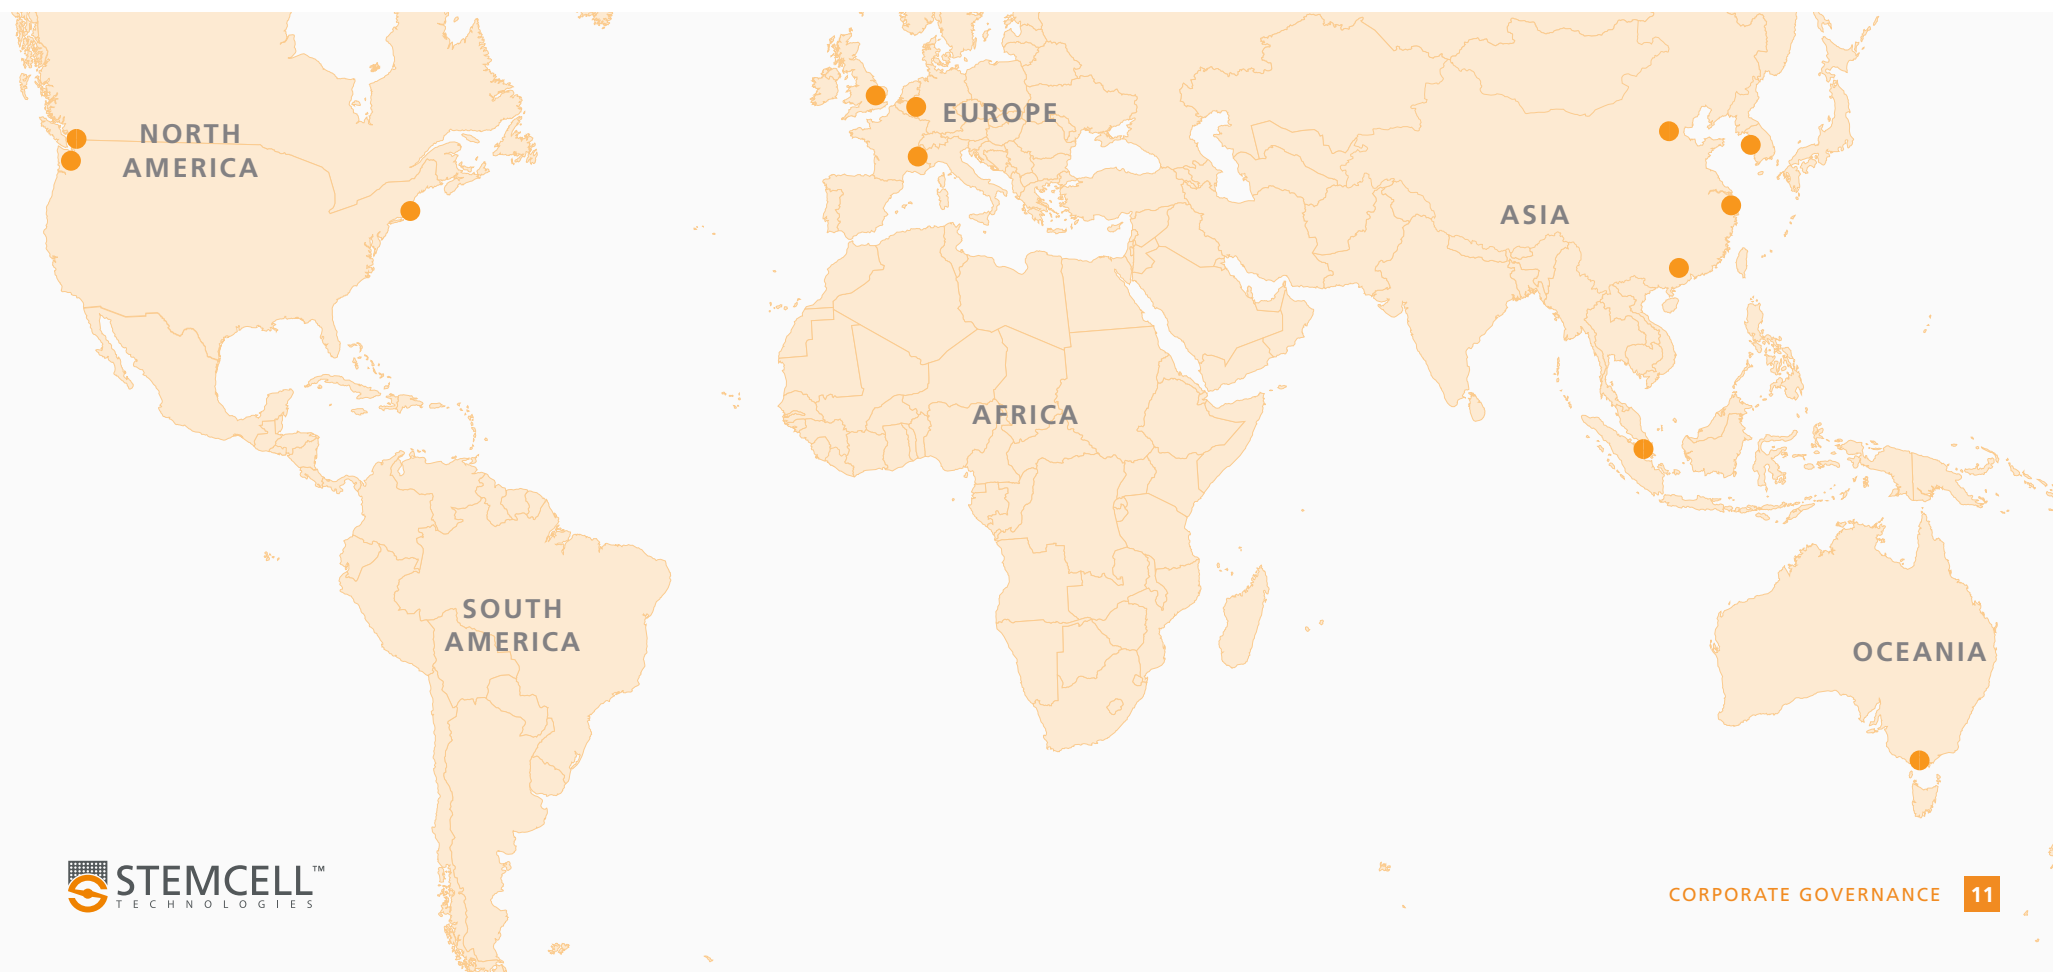 NORTH
AMERICA
EUROPE
ASIA
AFRICA
SOUTH
AMERICA
OCEANIA
STEMCELL™
TECHNOLOGIES
CORPORATE GOVERNANCE 11